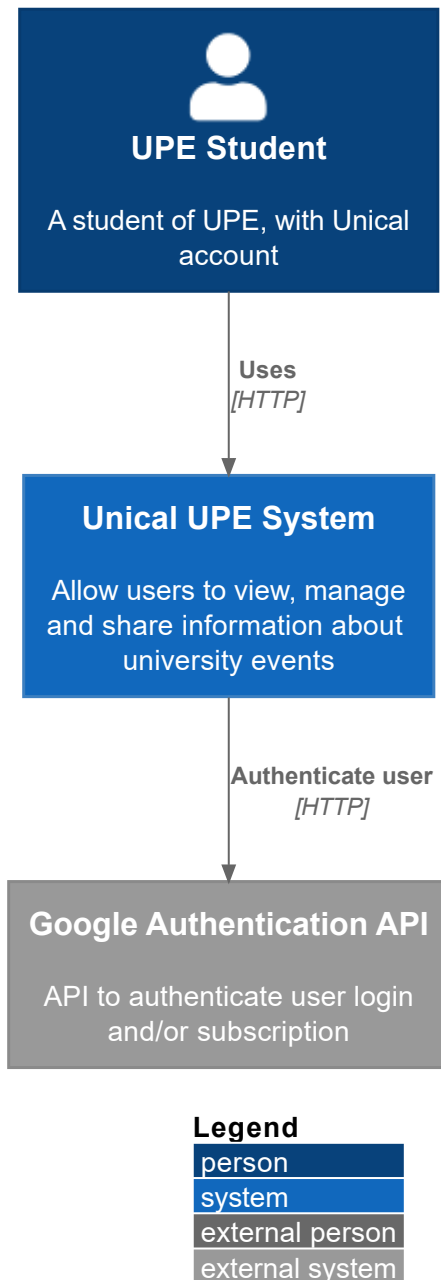 UPE Student
A student of UPE, with Unical
account
Uses
[HTTP]
Unical UPE System
Allow users to view, manage
and share information about
university events
Authenticate user
[HTTP]
Google Authentication API
API to authenticate user login
and/or subscription
Legend
person
system
external person
external system